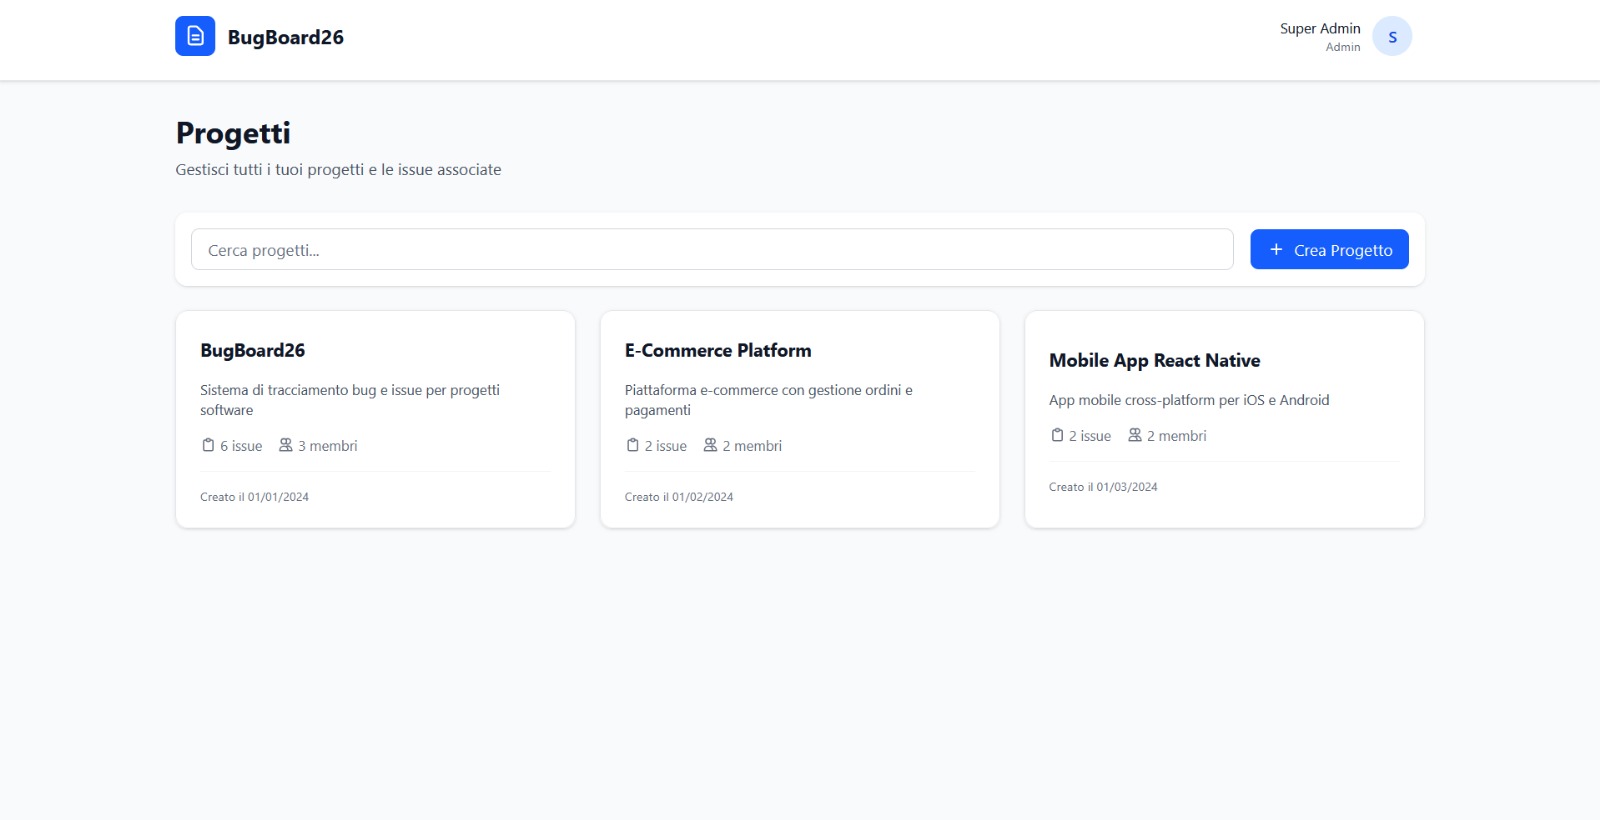 BugBoard26
Super Admin
Admin
S
Progetti
Gestisci tutti i tuoi progetti e le issue associate
Cerca progetti...
+ Crea Progetto
BugBoard26
Sistema di tracciamento bug e issue per progetti
software
6 issue 3 membri
Creato il 01/01/2024
E-Commerce Platform
Piattaforma e-commerce con gestione ordini e
pagamenti
2 issue 2 membri
Creato il 01/02/2024
Mobile App React Native
App mobile cross-platform per iOS e Android
2 issue 2 membri
Creato il 01/03/2024